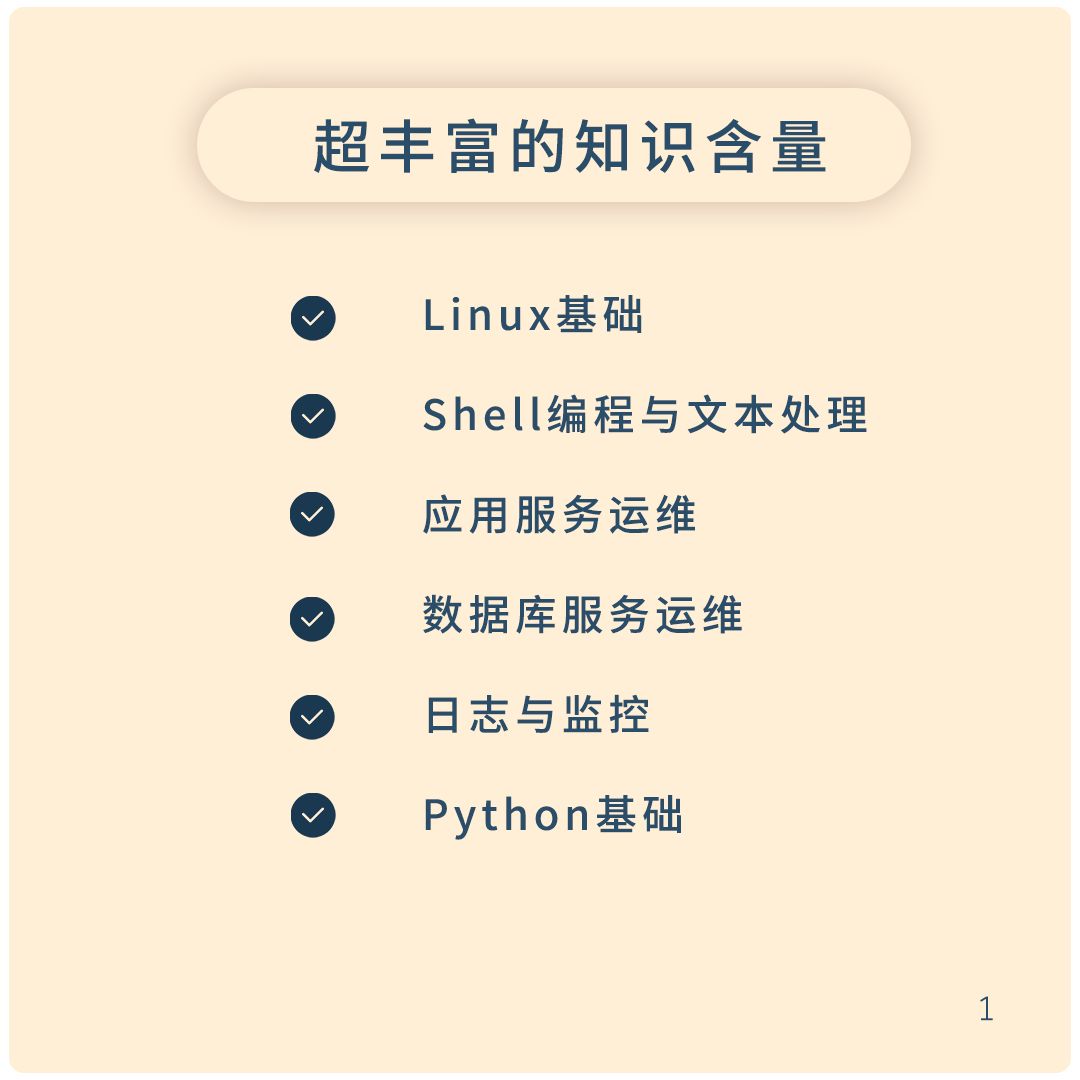 超丰富的知识含量
Linux基础
Shell编程与文本处理
应用服务运维
数据库服务运维
日志与监控
Python基础
1